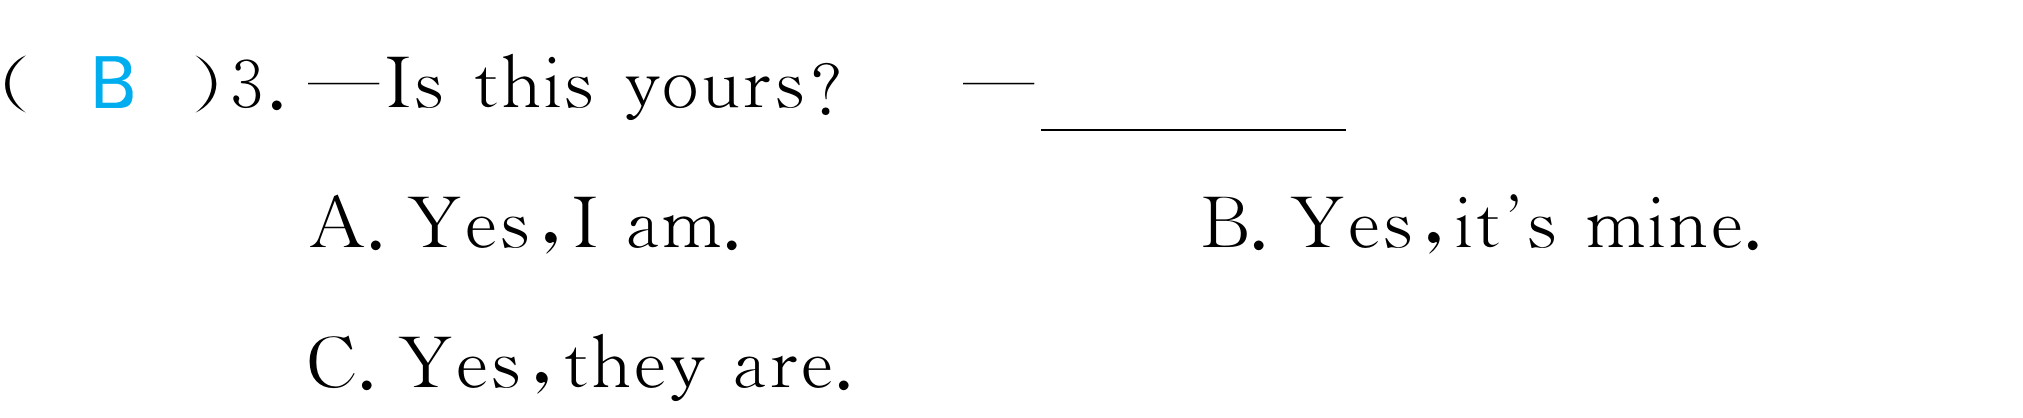 ( B )3. —Is this yours? —________
A. Yes,I am. B. Yes,it's mine.
C. Yes,they are.